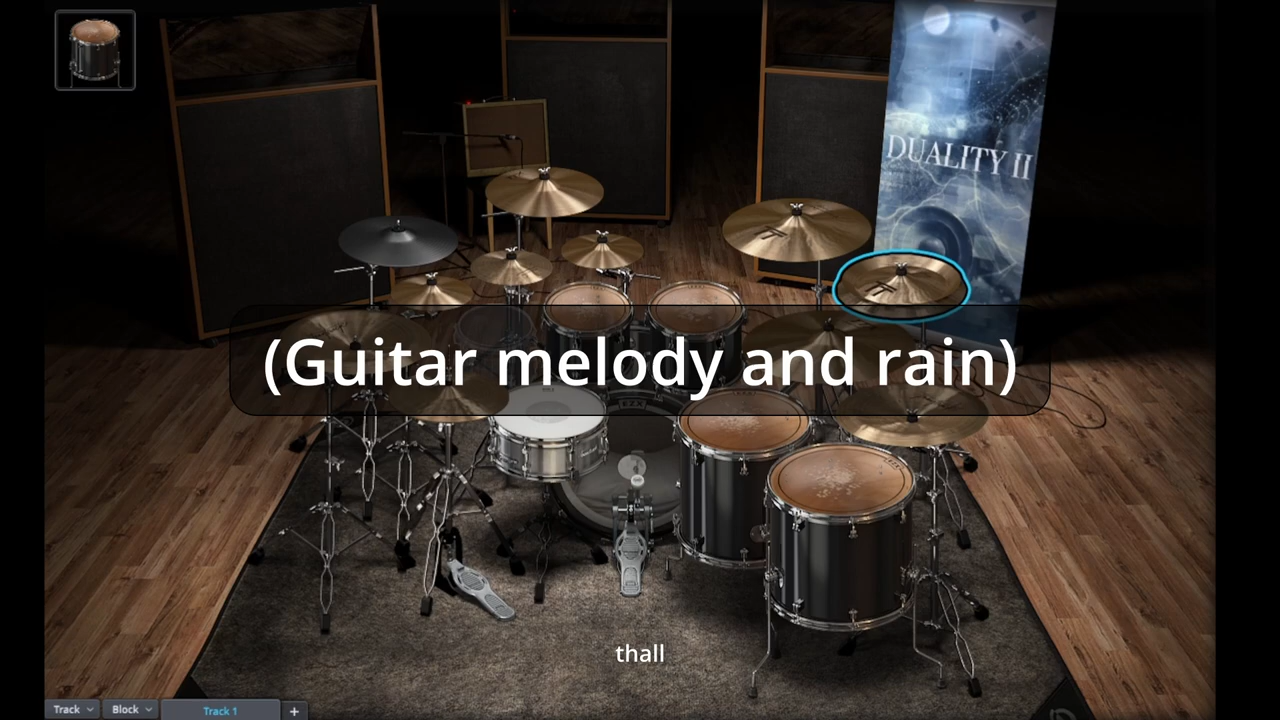 DUALITY II
(Guitar melody and rain)
thall
Track
Block
Track 1
+